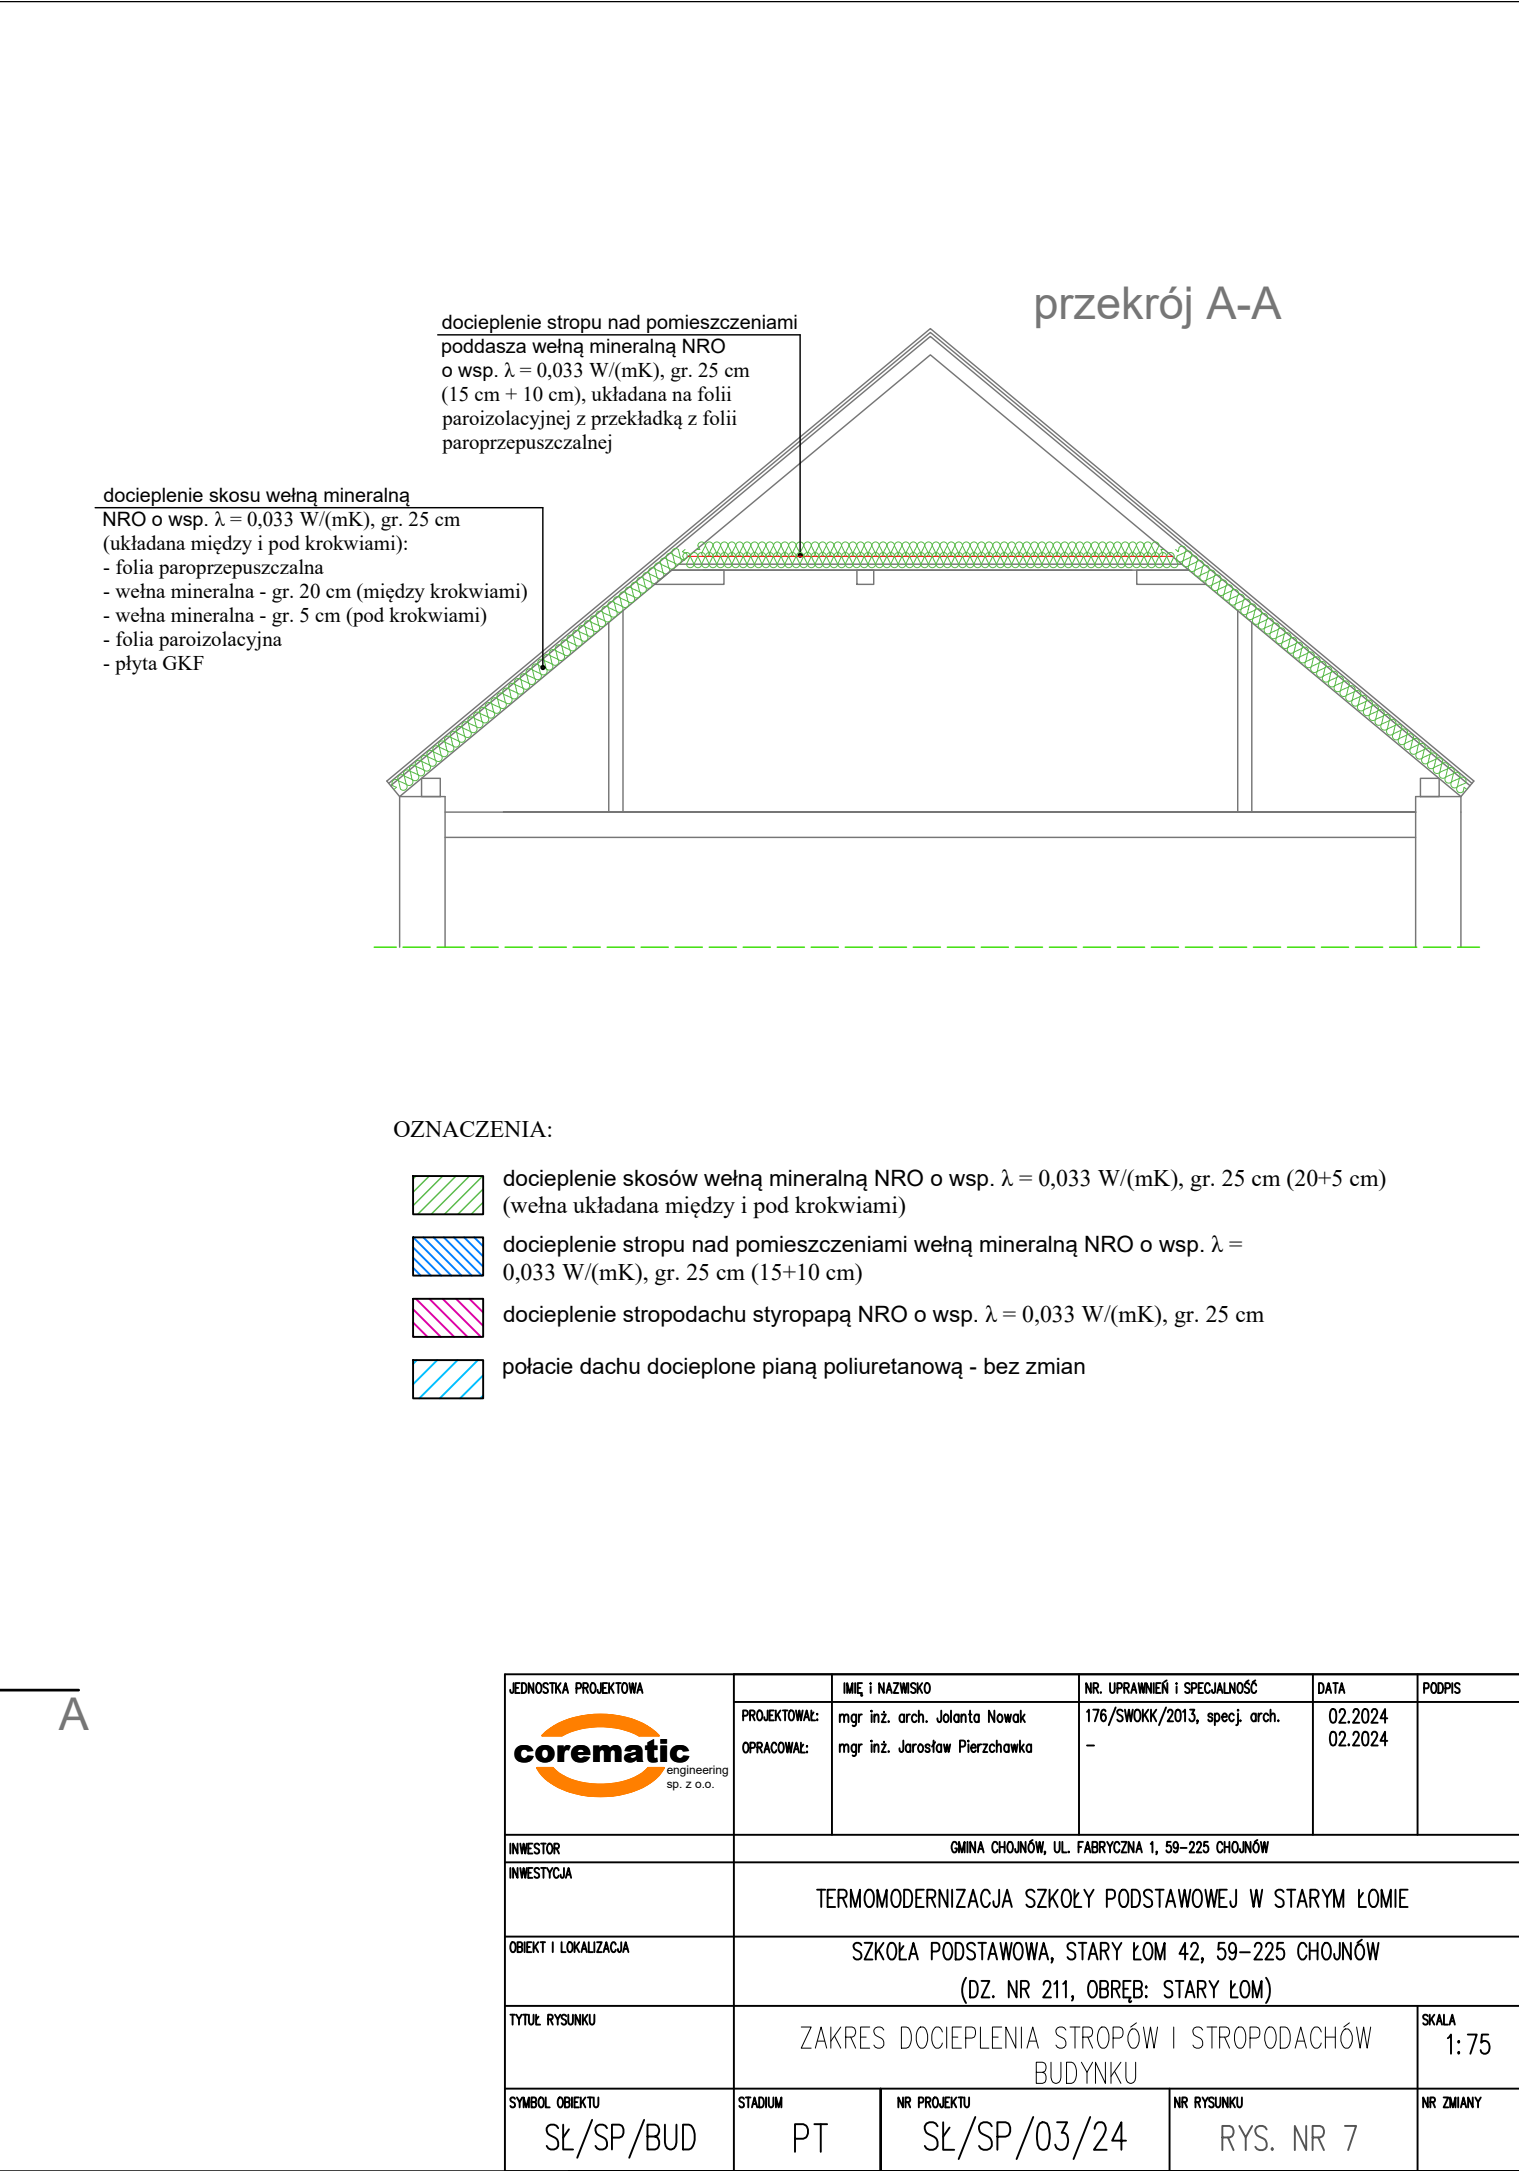 przekrój A-A
docieplenie stropu nad pomieszczeniami
poddasza wełną mineralną NRO
o wsp. λ = 0,033 W/(mK), gr. 25 cm
(15 cm + 10 cm), układana na folii
paroizolacyjnej z przekładką z folii
paroprzepuszczalnej
docieplenie skosu wełną mineralną
NRO o wsp. λ = 0,033 W/(mK), gr. 25 cm
(układana między i pod krokwiami):
- folia paroprzepuszczalna
- wełna mineralna - gr. 20 cm (między krokwiami)
- wełna mineralna - gr. 5 cm (pod krokwiami)
- folia paroizolacyjna
- płyta GKF
OZNACZENIA:
docieplenie skosów wełną mineralną NRO o wsp. λ = 0,033 W/(mK), gr. 25 cm (20+5 cm)
(wełna układana między i pod krokwiami)
docieplenie stropu nad pomieszczeniami wełną mineralną NRO o wsp. λ =
0,033 W/(mK), gr. 25 cm (15+10 cm)
docieplenie stropodachu styropapą NRO o wsp. λ = 0,033 W/(mK), gr. 25 cm
połacie dachu docieplone pianą poliuretanową - bez zmian
A
JEDNOSTKA PROJEKTOWA
corematic
engineering
sp. z o.o.
IMIĘ i NAZWISKO
NR. UPRAWNIEŃ i SPECJALNOŚĆ
DATA
PODPIS
PROJEKTOWAŁ:
mgr inż. arch. Jolanta Nowak
176/SWOKK/2013, specj. arch.
02.2024
OPRACOWAŁ:
mgr inż. Jarosław Pierzchawka
–
02.2024
INWESTOR
GMINA CHOJNÓW, UL. FABRYCZNA 1, 59-225 CHOJNÓW
INWESTYCJA
TERMOMODERNIZACJA SZKOŁY PODSTAWOWEJ W STARYM ŁOMIE
OBIEKT I LOKALIZACJA
SZKOŁA PODSTAWOWA, STARY ŁOM 42, 59-225 CHOJNÓW
(DZ. NR 211, OBRĘB: STARY ŁOM)
TYTUŁ RYSUNKU
ZAKRES DOCIEPLENIA STROPÓW I STROPODACHÓW
BUDYNKU
SKALA
1:75
SYMBOL OBIEKTU
SŁ/SP/BUD
STADIUM
PT
NR PROJEKTU
SŁ/SP/03/24
NR RYSUNKU
RYS. NR 7
NR ZMIANY